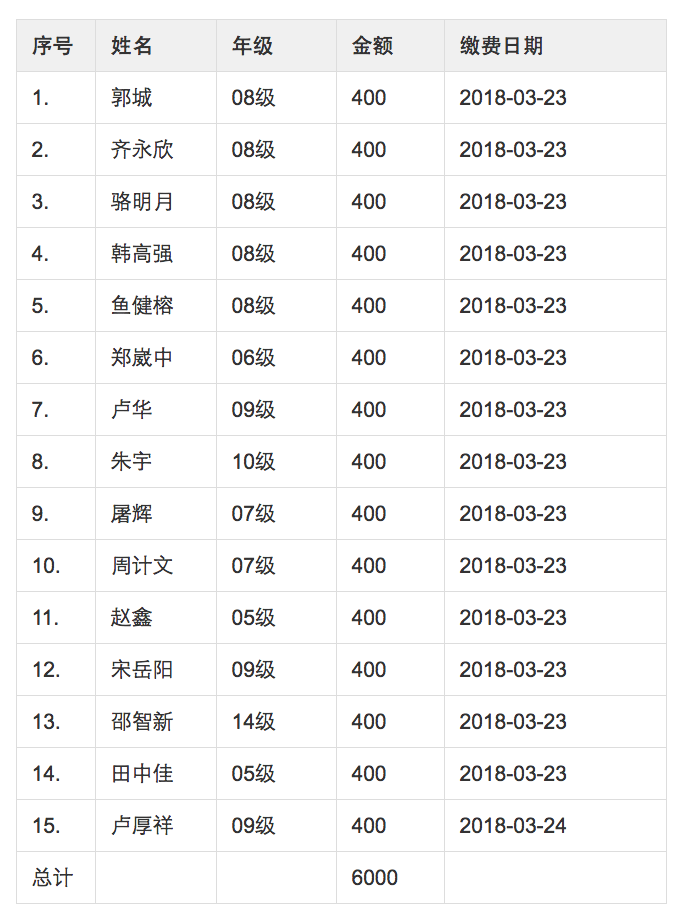 序号 姓名 年级 金额 缴费日期
1. 郭城 08级 400 2018-03-23
2. 齐永欣 08级 400 2018-03-23
3. 骆明月 08级 400 2018-03-23
4. 韩高强 08级 400 2018-03-23
5. 鱼健榕 08级 400 2018-03-23
6. 郑崴中 06级 400 2018-03-23
7. 卢华 09级 400 2018-03-23
8. 朱宇 10级 400 2018-03-23
9. 屠辉 07级 400 2018-03-23
10. 周计文 07级 400 2018-03-23
11. 赵鑫 05级 400 2018-03-23
12. 宋岳阳 09级 400 2018-03-23
13. 邵智新 14级 400 2018-03-23
14. 田中佳 05级 400 2018-03-23
15. 卢厚祥 09级 400 2018-03-24
总计 6000